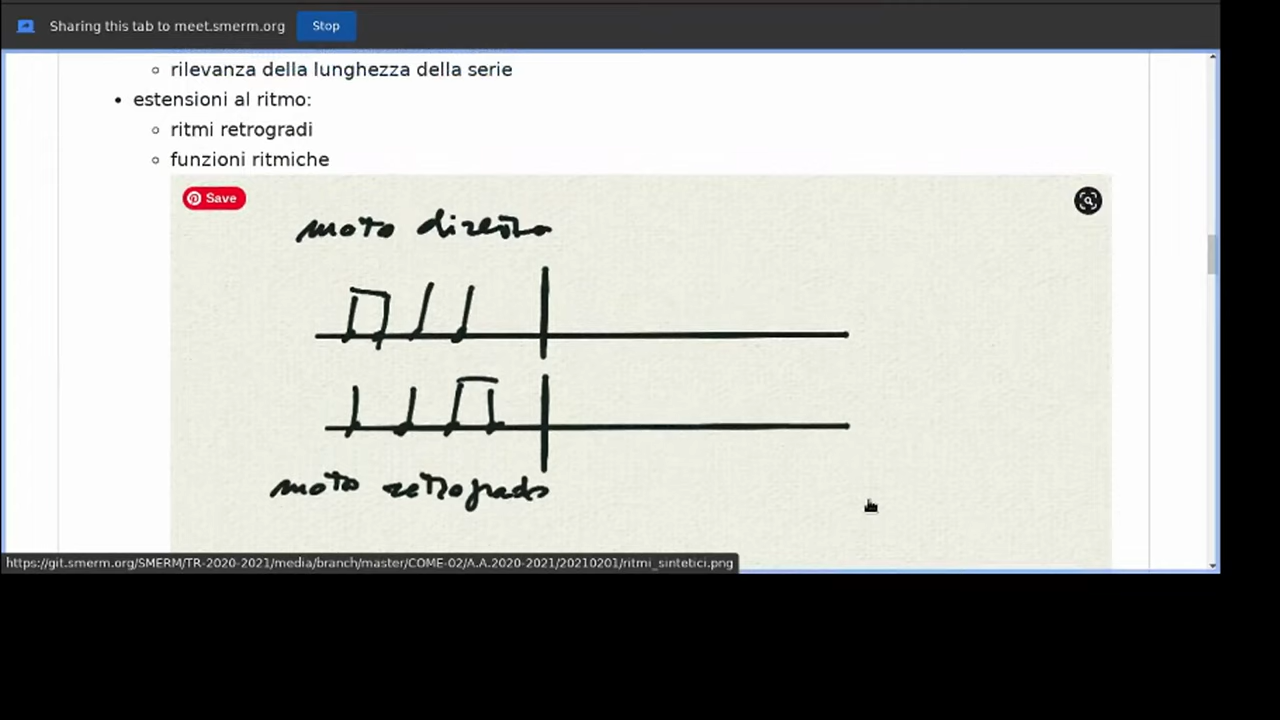 Sharing this tab to meet.smerm.org Stop
rilevanza della lunghezza della serie
estensioni al ritmo:
ritmi retrogradi
funzioni ritmiche
Save
moto diretto
moto retrogrado
https://git.smerm.org/SMERM/TR-2020-2021/media/branch/master/COME-02/A.A.2020-2021/20210201/ritmi_sintetici.png